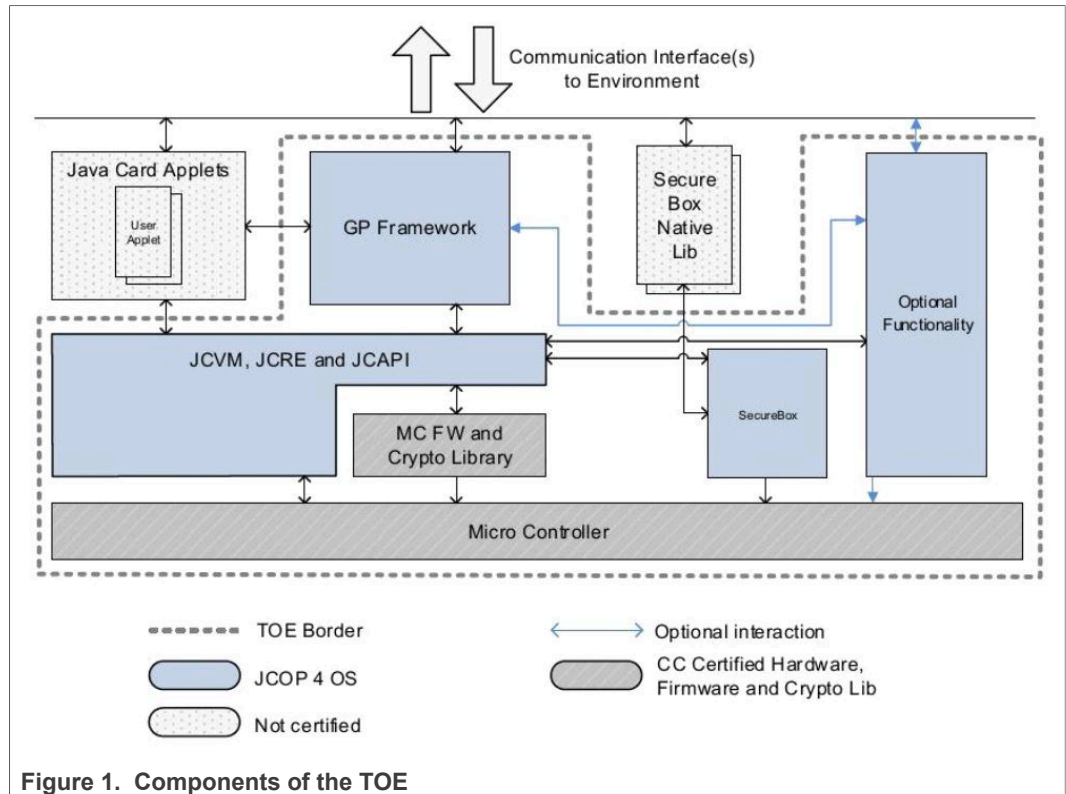 Communication Interface(s)
to Environment
Java Card Applets
User
Applet
GP Framework
Secure
Box
Native
Lib
Optional
Functionality
JCVM, JCRE and JCAPI
MC FW and
Crypto Library
SecureBox
Micro Controller
TOE Border
Optional interaction
JCOP 4 OS
CC Certified Hardware,
Firmware and Crypto Lib
Not certified
Figure 1. Components of the TOE